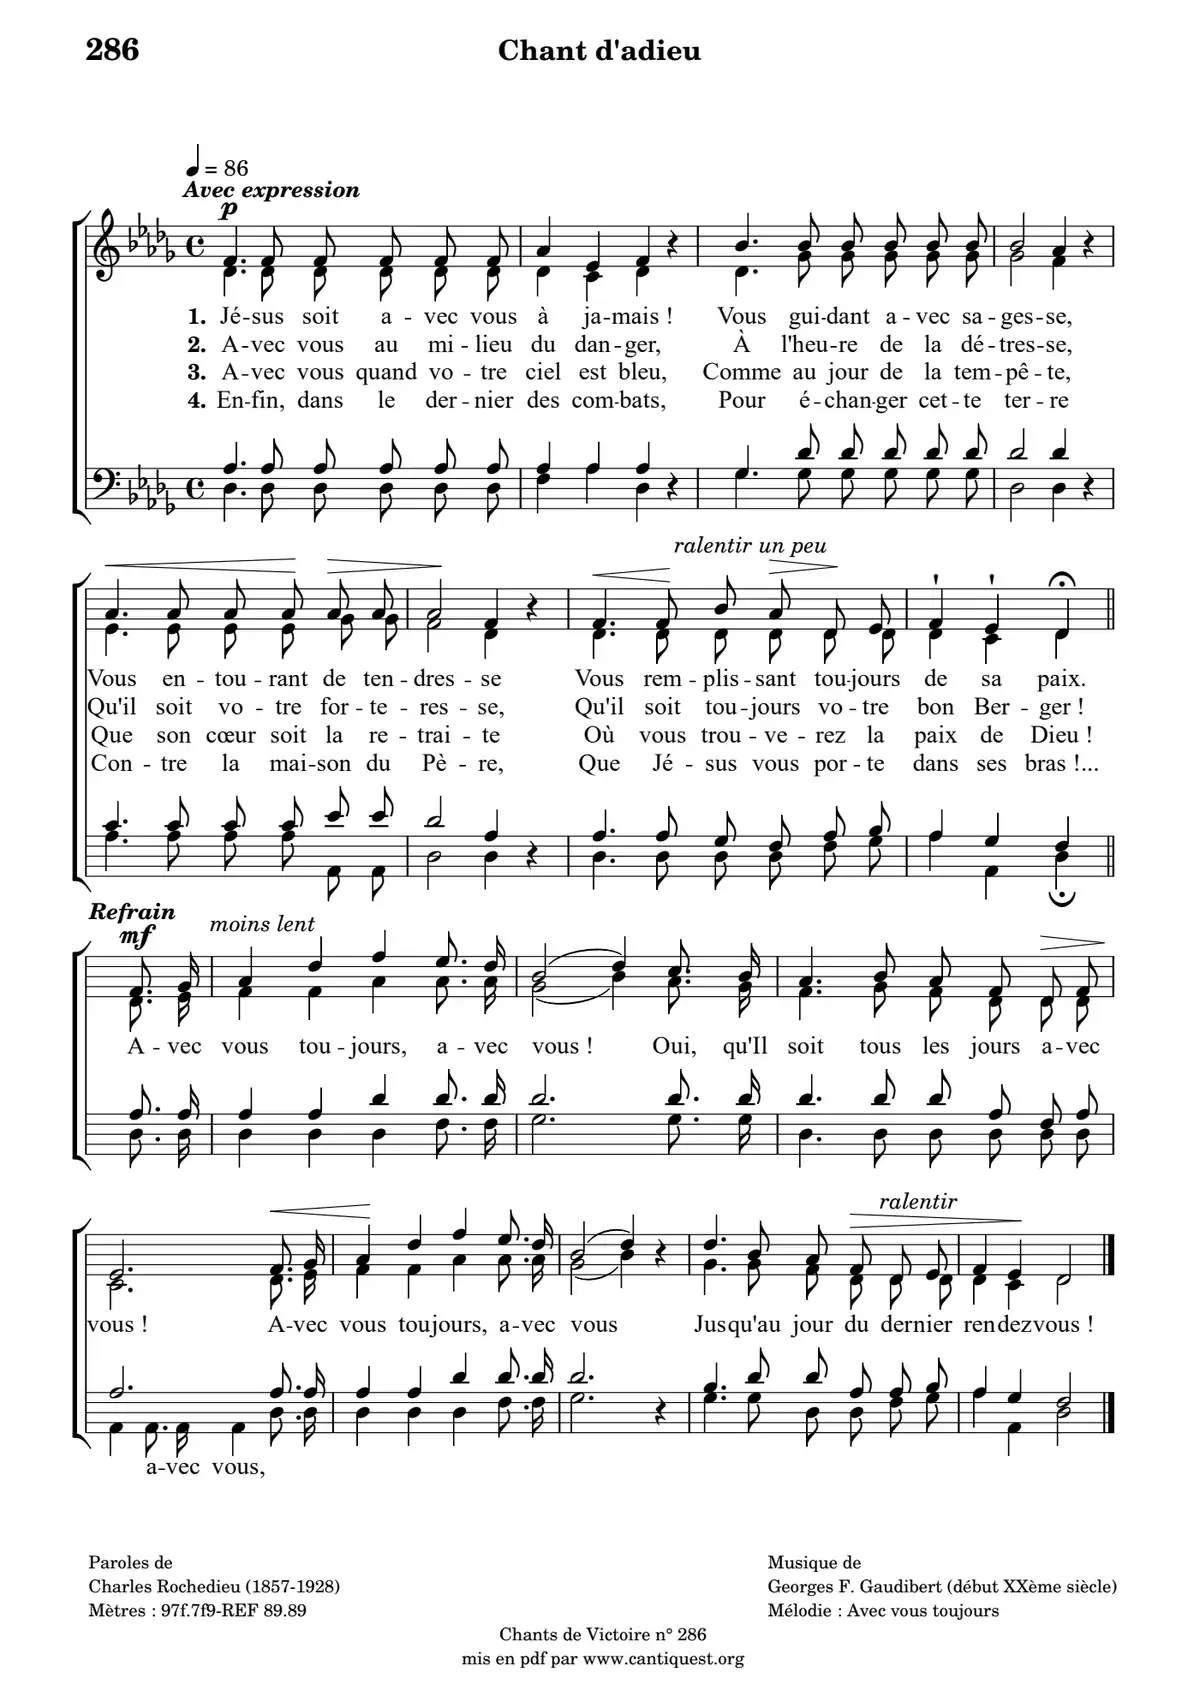 286 Chant d'adieu
= 86
Avec expression
p
1. Jé-sus soit a - vec vous à ja-mais ! Vous gui-dant a - vec sa-ges-se,
2. A-vec vous au mi-lieu du dan-ger, À l'heu-re de la dé-tres-se,
3. A-vec vous quand vo - tre ciel est bleu, Comme au jour de la tem-pê-te,
4. En-fin, dans le der-nier des com-bats, Pour é-chan-ger cet-te ter-re
ralentir un peu
Vous en - tou - rant de ten - dres - se Vous rem - plis - sant tou-jours de sa paix.
Qu'il soit vo - tre for - te - res - se, Qu'il soit tou-jours vo - tre bon Ber - ger !
Que son cœur soit la re - trai - te Où vous trou - ve - rez la paix de Dieu !
Con - tre la mai-son du Pè - re, Que Jé - sus vous por - te dans ses bras !...
Refrain
mf
moins lent
A - vec vous tou - jours, a - vec vous ! Oui, qu'Il soit tous les jours a-vec
ralentir
vous ! A-vec vous toujours, a-vec vous Jusqu'au jour du dernier rendezvous !
a-vec vous,
Paroles de
Charles Rochedieu (1857-1928)
Mètres : 97f.7f9-REF 89.89
Musique de
Georges F. Gaudibert (début XXème siècle)
Mélodie : Avec vous toujours
Chants de Victoire n° 286
mis en pdf par www.cantiquest.org